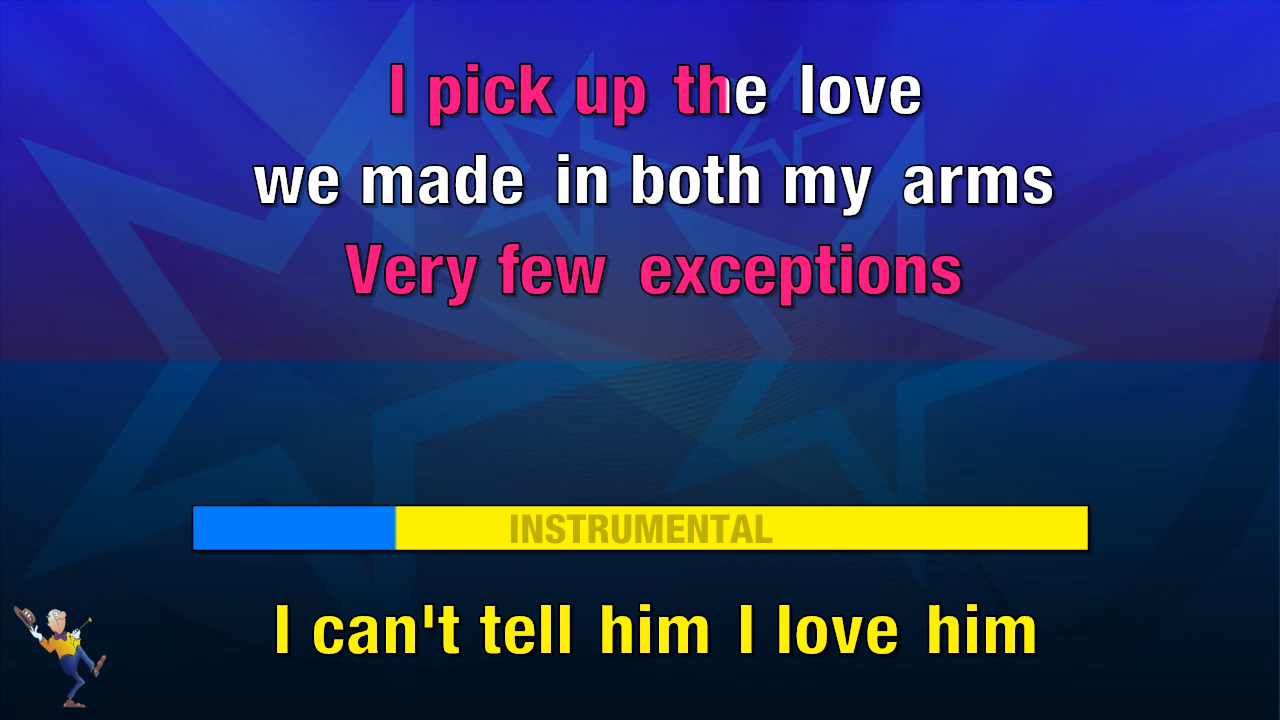 I pick up the love
we made in both my arms
Very few exceptions
INSTRUMENTAL
I can't tell him I love him